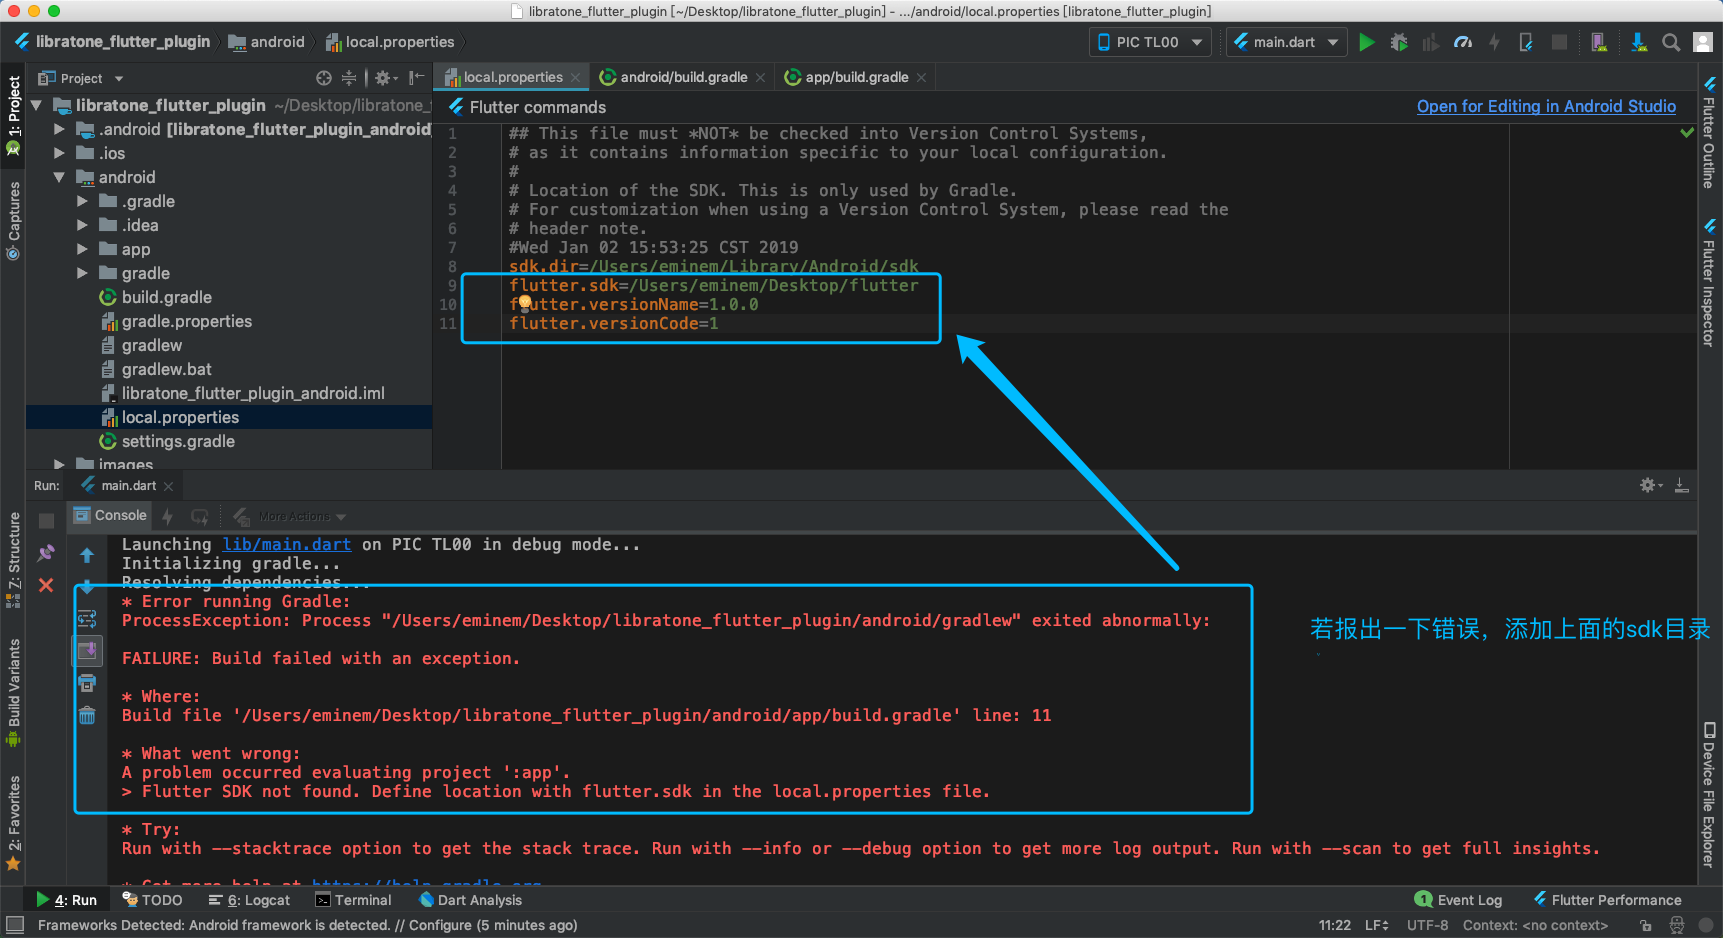 libratone_flutter_plugin [~/Desktop/libratone_flutter_plugin] - .../android/local.properties [libratone_flutter_plugin]
libratone_flutter_plugin
android
local.properties
PIC TL00
main.dart
Project
local.properties
android/build.gradle
app/build.gradle
1: Project
Captures
7: Structure
Build Variants
2: Favorites
libratone_flutter_plugin ~/Desktop/libratone_
.android [libratone_flutter_plugin_android]
.ios
android
.gradle
.idea
app
gradle
build.gradle
gradle.properties
gradlew
gradlew.bat
libratone_flutter_plugin_android.iml
local.properties
settings.gradle
images
Flutter commands
Open for Editing in Android Studio
1 ## This file must *NOT* be checked into Version Control Systems,
2 # as it contains information specific to your local configuration.
3 #
4 # Location of the SDK. This is only used by Gradle.
5 # For customization when using a Version Control System, please read the
6 # header note.
7 #Wed Jan 02 15:53:25 CST 2019
8 sdk.dir=/Users/eminem/Library/Android/sdk
9 flutter.sdk=/Users/eminem/Desktop/flutter
10 flutter.versionName=1.0.0
11 flutter.versionCode=1
Flutter Outline
Flutter Inspector
Device File Explorer
Run: main.dart
Console
More Actions
Launching lib/main.dart on PIC TL00 in debug mode...
Initializing gradle...
Resolving dependencies...
* Error running Gradle:
ProcessException: Process "/Users/eminem/Desktop/libratone_flutter_plugin/android/gradlew" exited abnormally:
FAILURE: Build failed with an exception.
* Where:
Build file '/Users/eminem/Desktop/libratone_flutter_plugin/android/app/build.gradle' line: 11
* What went wrong:
A problem occurred evaluating project ':app'.
> Flutter SDK not found. Define location with flutter.sdk in the local.properties file.
* Try:
Run with --stacktrace option to get the stack trace. Run with --info or --debug option to get more log output. Run with --scan to get full insights.
* Get more help at https://help.gradle.org
若报出一下错误，添加上面的sdk目录
4: Run
TODO
6: Logcat
Terminal
Dart Analysis
1 Event Log
Flutter Performance
Frameworks Detected: Android framework is detected. // Configure (5 minutes ago)
11:22
LF
UTF-8
Context: <no context>